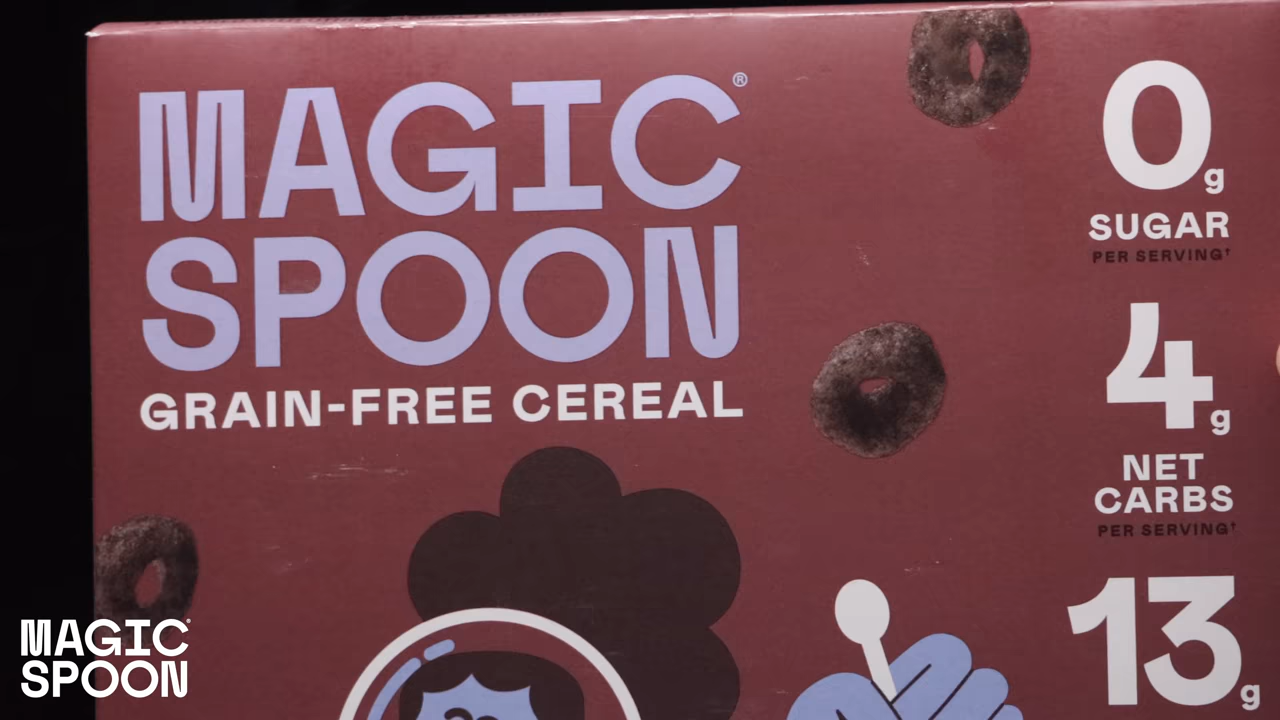 MAGIC®
SPOON
GRAIN-FREE CEREAL
0g
SUGAR
PER SERVING†
4g
NET
CARBS
PER SERVING†
13g
MAGIC®
SPOON